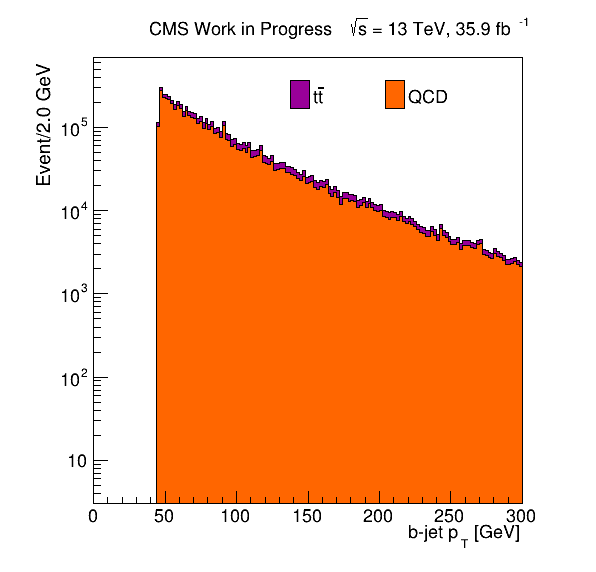 CMS Work in Progress √s = 13 TeV, 35.9 fb⁻¹
Event/2.0 GeV
tt̄ QCD
10⁵
10⁴
10³
10²
10
0 50 100 150 200 250 300
b-jet p_T [GeV]